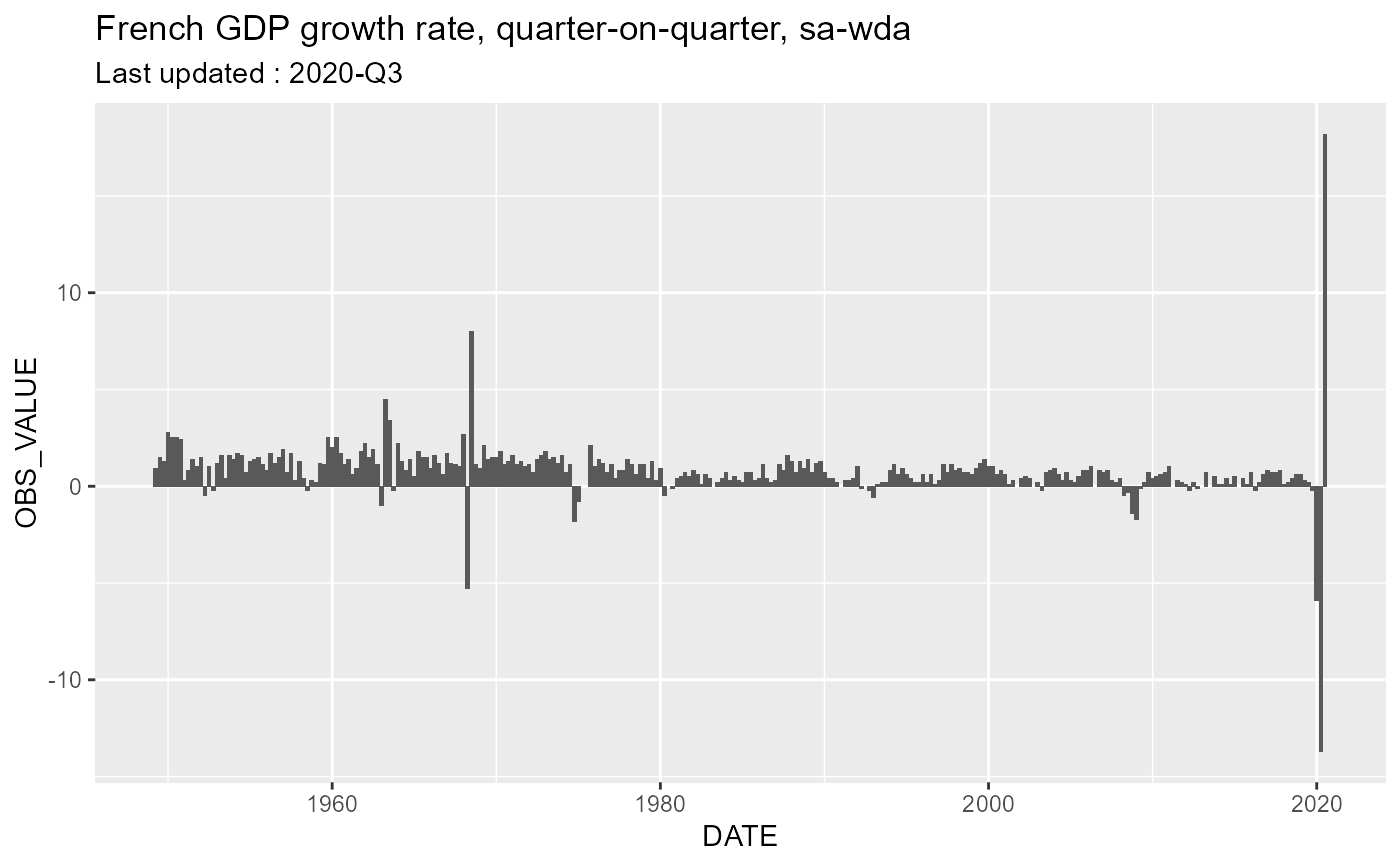 French GDP growth rate, quarter-on-quarter, sa-wda
Last updated : 2020-Q3
OBS_VALUE
10
0
-10
1960
1980
2000
2020
DATE